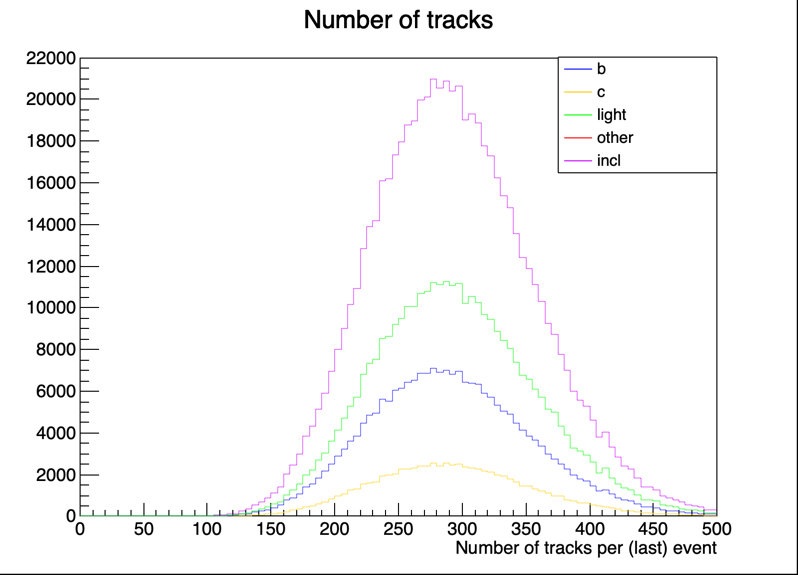 Number of tracks
22000
20000
18000
16000
14000
12000
10000
8000
6000
4000
2000
0
b
c
light
other
incl
0 50 100 150 200 250 300 350 400 450 500
Number of tracks per (last) event